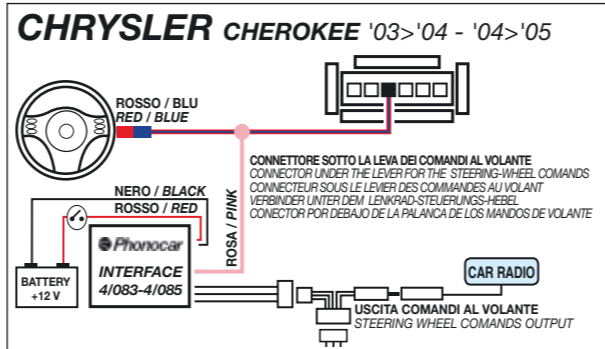 CHRYSLER CHEROKEE '03>'04 - '04>'05
ROSSO / BLU
RED / BLUE
CONNETTORE SOTTO LA LEVA DEI COMANDI AL VOLANTE
CONNECTOR UNDER THE LEVER FOR THE STEERING-WHEEL COMANDS
CONNECTEUR SOUS LE LEVIER DES COMMANDES AU VOLANT
VERBINDER UNTER DEM LENKRAD-STEUERUNGS-HEBEL
CONECTOR POR DEBAJO DE LA PALANCA DE LOS MANDOS DE VOLANTE
NERO / BLACK
ROSSO / RED
ROSA / PINK
Phonocar
INTERFACE
4/083-4/085
BATTERY
+12 V
CAR RADIO
USCITA COMANDI AL VOLANTE
STEERING WHEEL COMANDS OUTPUT